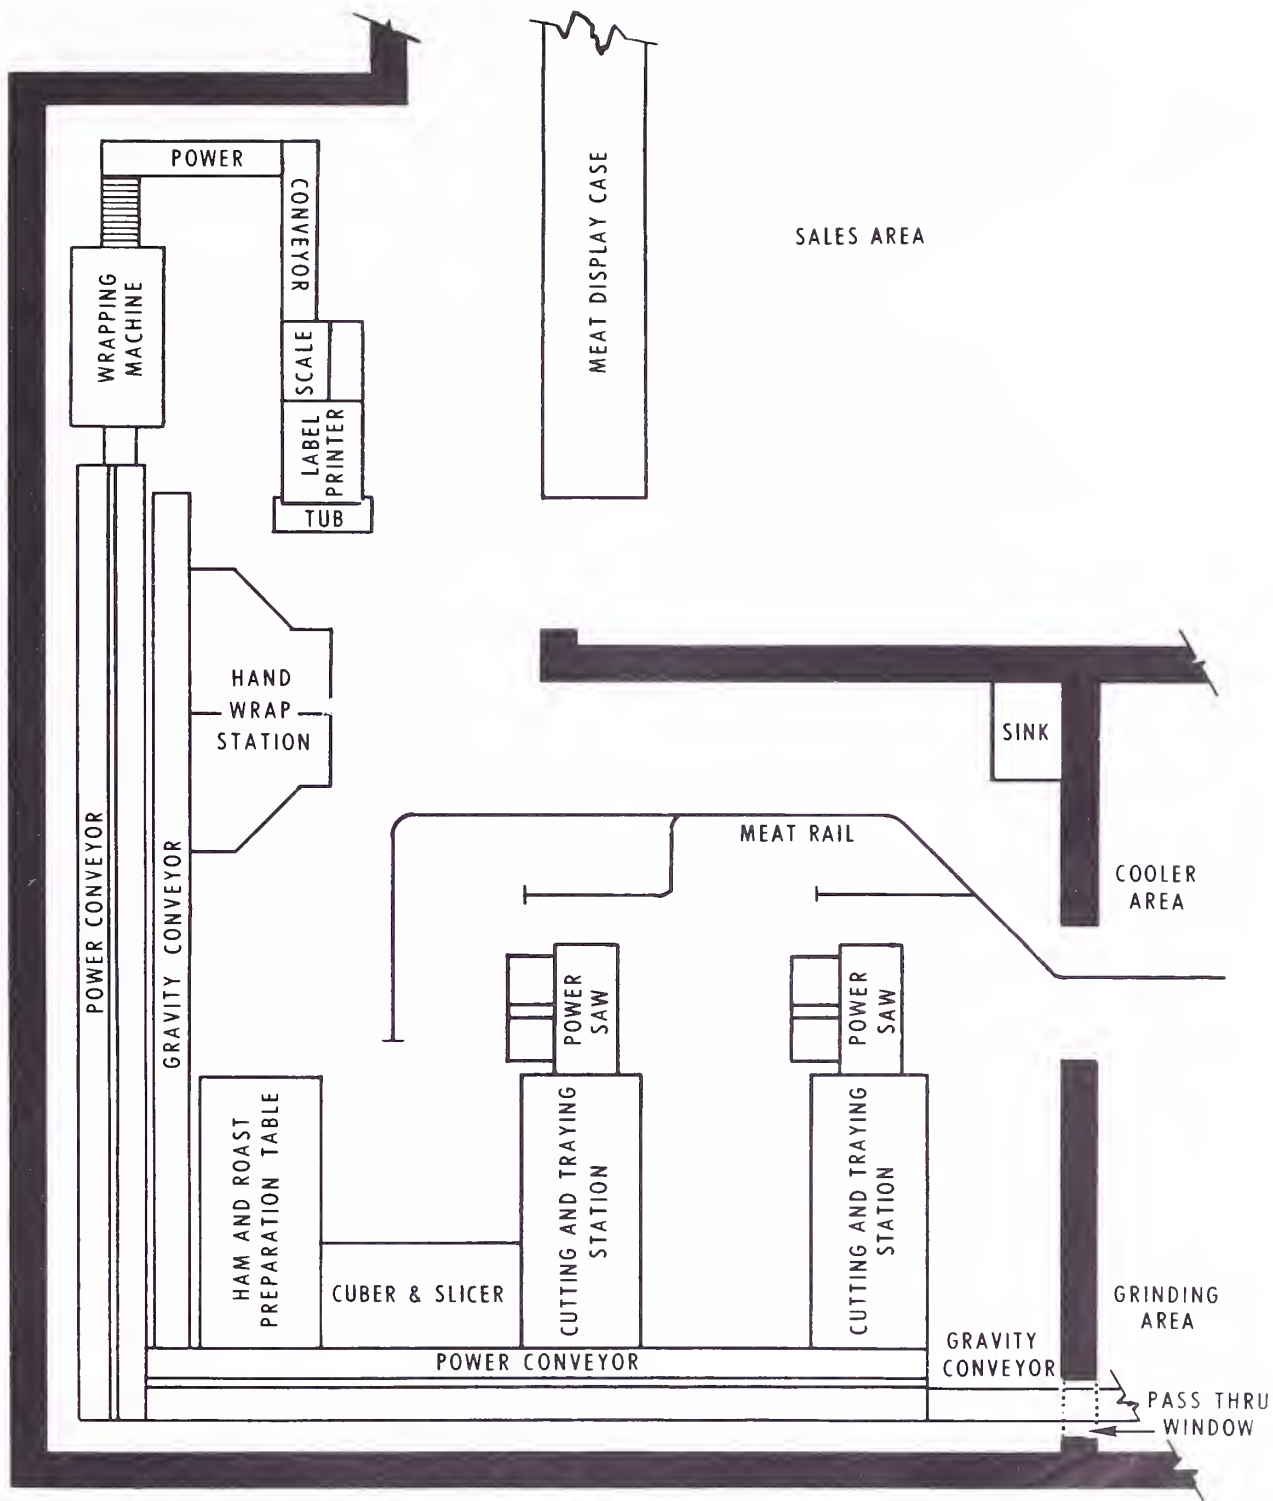 POWER
CONVEYOR
MEAT DISPLAY CASE
SALES AREA
WRAPPING
MACHINE
SCALE
LABEL
PRINTER
TUB
HAND
WRAP
STATION
SINK
POWER CONVEYOR
GRAVITY CONVEYOR
MEAT RAIL
COOLER
AREA
POWER
SAW
POWER
SAW
HAM AND ROAST
PREPARATION TABLE
CUBER & SLICER
CUTTING AND TRAYING
STATION
CUTTING AND TRAYING
STATION
GRINDING
AREA
POWER CONVEYOR
GRAVITY
CONVEYOR
PASS THRU
WINDOW